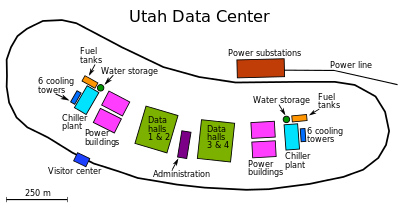 Utah Data Center
Fuel
tanks
Water storage
6 cooling
towers
Chiller
plant
Power
buildings
Visitor center
250 m
Data
halls
1 & 2
Administration
Data
halls
3 & 4
Power substations
Power line
Water storage
Fuel
tanks
6 cooling
towers
Chiller
plant
Power
buildings